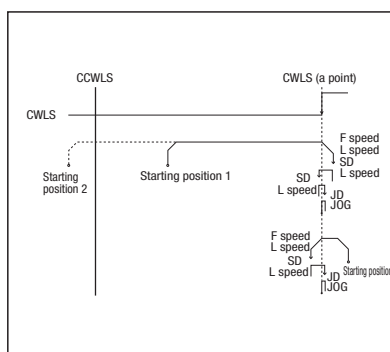 CCWLS
CWLS (a point)
CWLS
F speed
L speed
SD
L speed
Starting
position 2
Starting position 1
SD
L speed
JD
JOG
F speed
L speed
SD
L speed
Starting position
JD
JOG